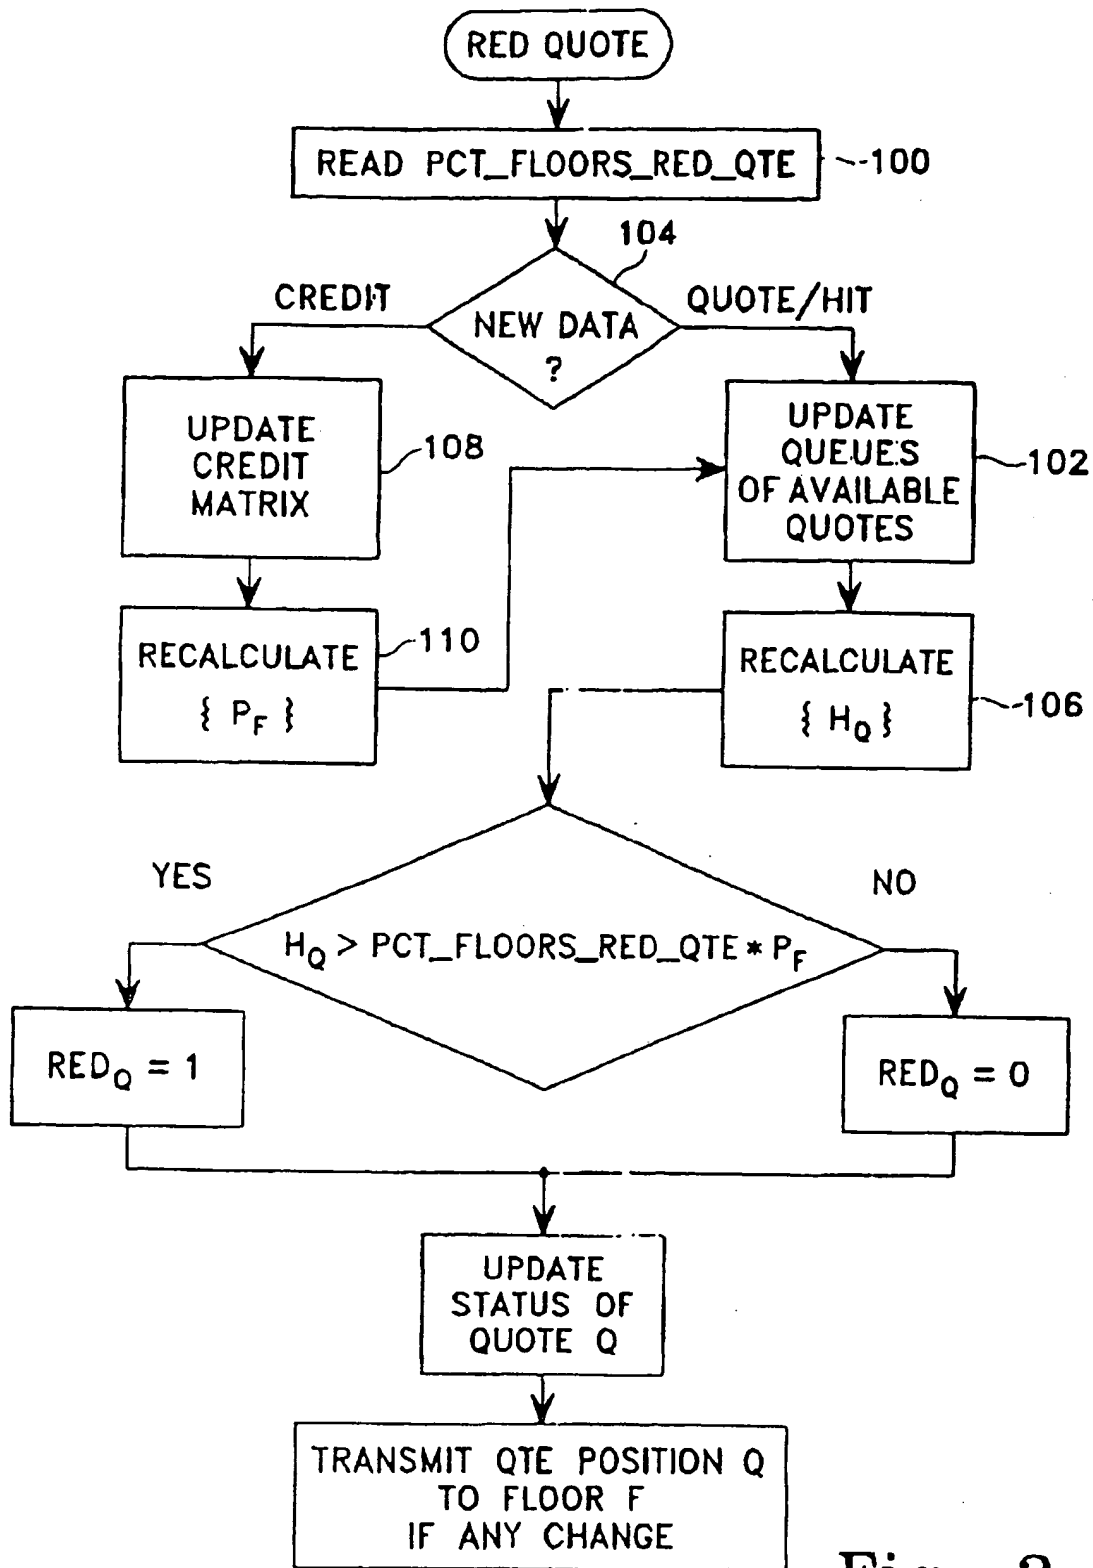 RED QUOTE
READ PCT_FLOORS_RED_QTE
100
104
CREDIT
QUOTE/HIT
NEW DATA
?
UPDATE
CREDIT
MATRIX
108
UPDATE
QUEUES
OF AVAILABLE
QUOTES
102
RECALCULATE
{ P_F }
110
RECALCULATE
{ H_Q }
106
YES
NO
H_Q > PCT_FLOORS_RED_QTE * P_F
RED_Q = 1
RED_Q = 0
UPDATE
STATUS OF
QUOTE Q
TRANSMIT QTE POSITION Q
TO FLOOR F
IF ANY CHANGE